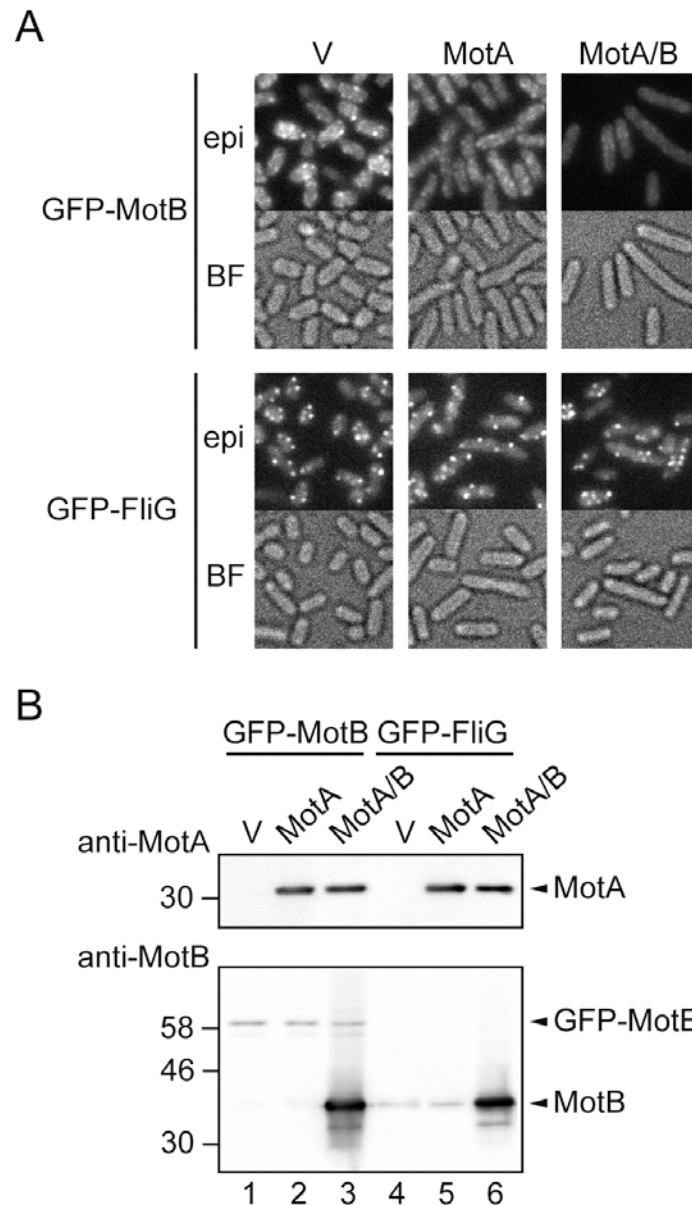 A
V MotA MotA/B
GFP-MotB
epi
BF
GFP-FliG
epi
BF
B
GFP-MotB GFP-FliG
V MotA MotA/B V MotA MotA/B
anti-MotA
30 MotA
anti-MotB
58 GFP-MotB
46
MotB
30
1 2 3 4 5 6